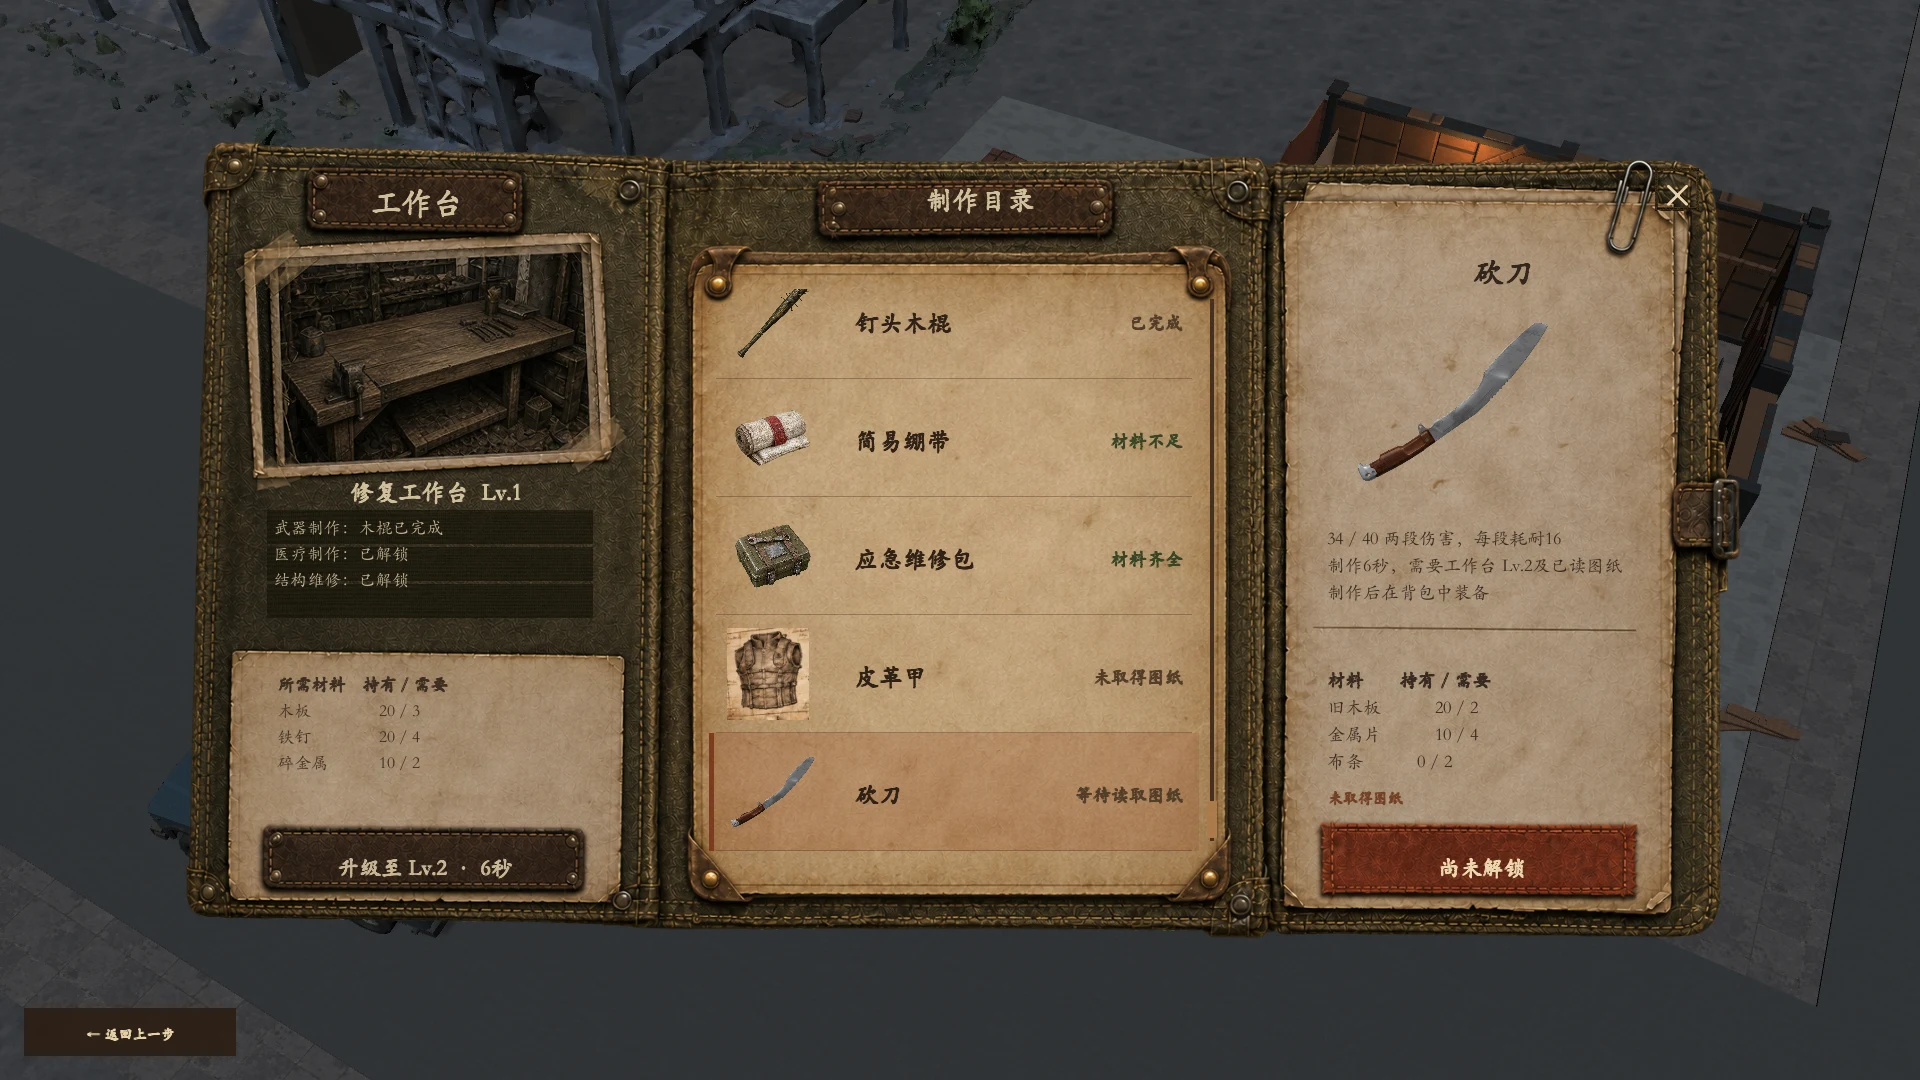 工作台
修复工作台 Lv.1
武器制作：木棍已完成
医疗制作：已解锁
结构维修：已解锁
所需材料 持有 / 需要
木板 20 / 3
铁钉 20 / 4
碎金属 10 / 2
升级至 Lv.2 · 6秒
制作目录
钉头木棍 已完成
简易绷带 材料不足
应急维修包 材料齐全
皮革甲 未取得图纸
砍刀 等待读取图纸
砍刀
34 / 40 两段伤害，每段耗耐16
制作6秒，需要工作台 Lv.2及已读图纸
制作后在背包中装备
材料 持有 / 需要
旧木板 20 / 2
金属片 10 / 4
布条 0 / 2
未取得图纸
尚未解锁
← 返回上一步